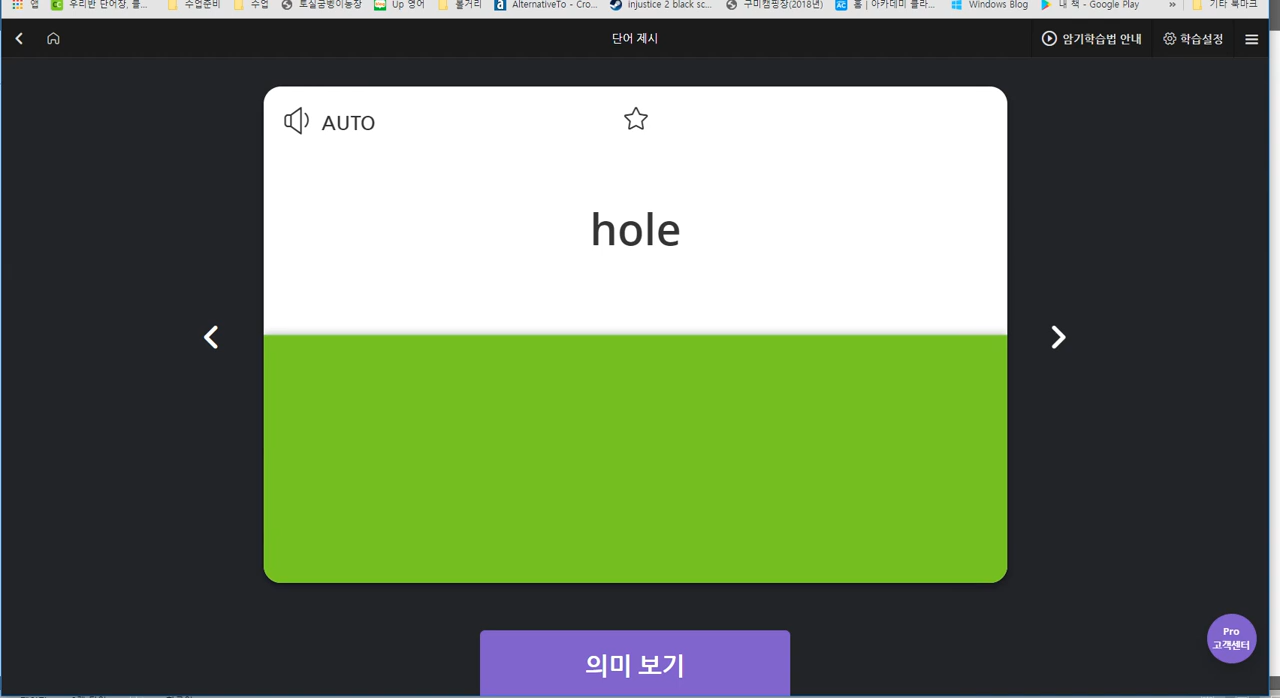 앱 우리반 단어장, 클... 수업준비 수업 토실굼벵이농장 Up 영어 볼거리 AlternativeTo - Cro... injustice 2 black sc... 구미캠핑장(2018년) 홈 | 아카데미 클라... Windows Blog 내 책 - Google Play » 기타 북마크
단어 제시 암기학습법 안내 학습설정
AUTO
hole
의미 보기
Pro
고객센터